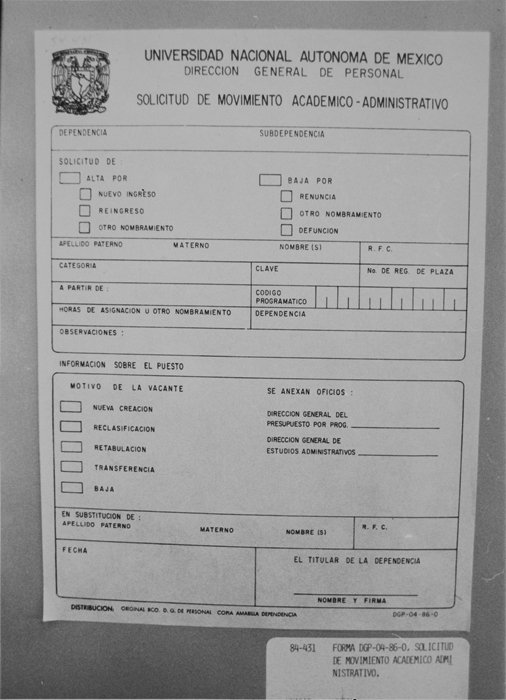 UNIVERSIDAD NACIONAL AUTONOMA DE MEXICO
DIRECCION GENERAL DE PERSONAL
SOLICITUD DE MOVIMIENTO ACADEMICO-ADMINISTRATIVO
DEPENDENCIA SUBDEPENDENCIA
SOLICITUD DE :
ALTA POR BAJA POR
NUEVO INGRESO RENUNCIA
REINGRESO OTRO NOMBRAMIENTO
OTRO NOMBRAMIENTO DEFUNCION
APELLIDO PATERNO MATERNO NOMBRE (S) R. F. C.
CATEGORIA CLAVE No. DE REG. DE PLAZA
A PARTIR DE : CODIGO
PROGRAMATICO
HORAS DE ASIGNACION U OTRO NOMBRAMIENTO DEPENDENCIA
OBSERVACIONES :
INFORMACION SOBRE EL PUESTO
MOTIVO DE LA VACANTE SE ANEXAN OFICIOS :
NUEVA CREACION
DIRECCION GENERAL DEL
RECLASIFICACION PRESUPUESTO POR PROG.
RETABULACION DIRECCION GENERAL DE
ESTUDIOS ADMINISTRATIVOS
TRANSFERENCIA
BAJA
EN SUBSTITUCION DE :
APELLIDO PATERNO MATERNO NOMBRE (S) R. F. C.
FECHA
EL TITULAR DE LA DEPENDENCIA
NOMBRE Y FIRMA
DISTRIBUCION: ORIGINAL BCO. D. G. DE PERSONAL COPIA AMARILLA DEPENDENCIA DGP-04-86-0
84-431 FORMA DGP-04-86-0. SOLICITUD
DE MOVIMIENTO ACADEMICO ADMI
NISTRATIVO.